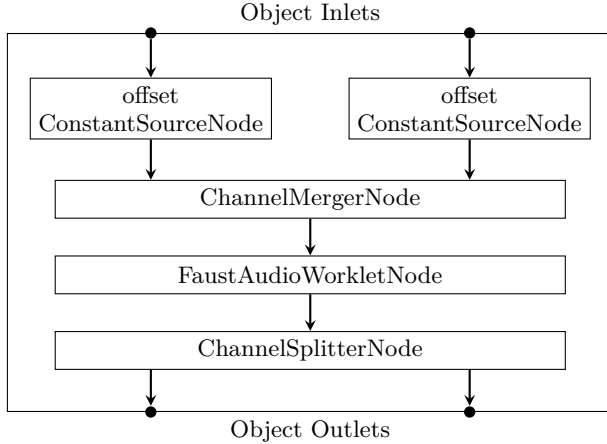 Object Inlets
offset
ConstantSourceNode
offset
ConstantSourceNode
ChannelMergerNode
FaustAudioWorkletNode
ChannelSplitterNode
Object Outlets